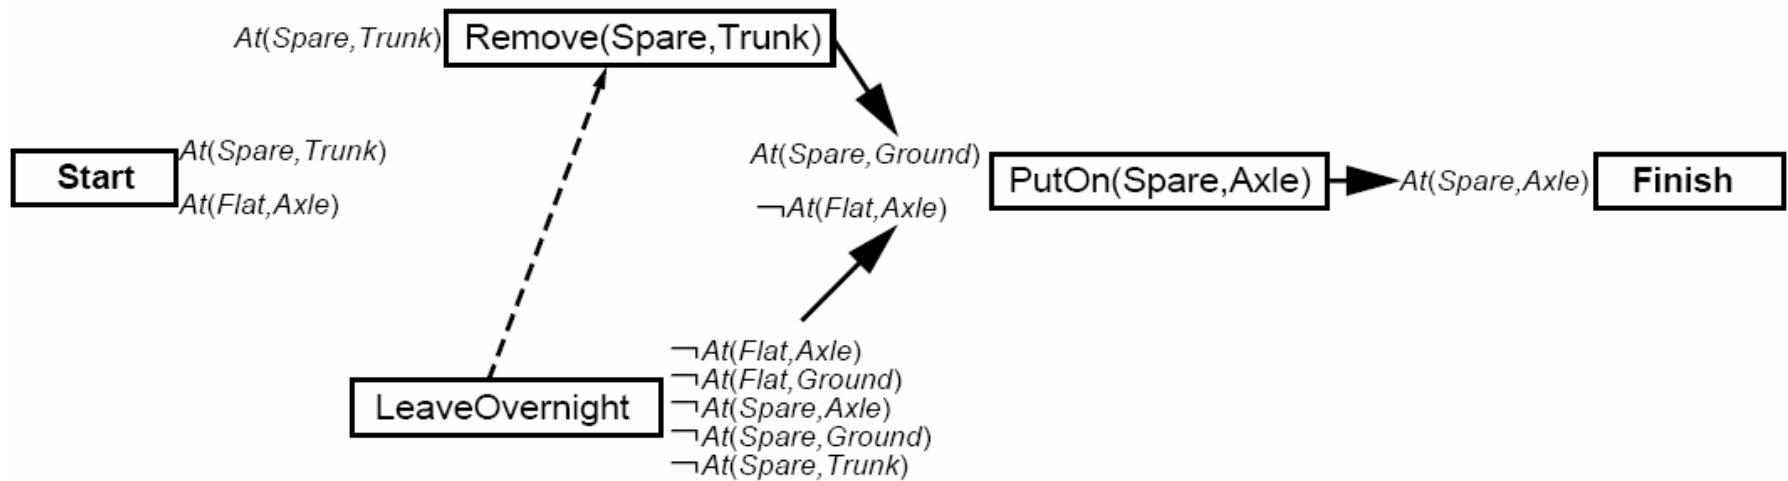 At(Spare,Trunk) Remove(Spare,Trunk)
Start
At(Spare,Trunk)
At(Flat,Axle)
At(Spare,Ground)
¬At(Flat,Axle)
PutOn(Spare,Axle)
At(Spare,Axle)
Finish
LeaveOvernight
¬At(Flat,Axle)
¬At(Flat,Ground)
¬At(Spare,Axle)
¬At(Spare,Ground)
¬At(Spare,Trunk)